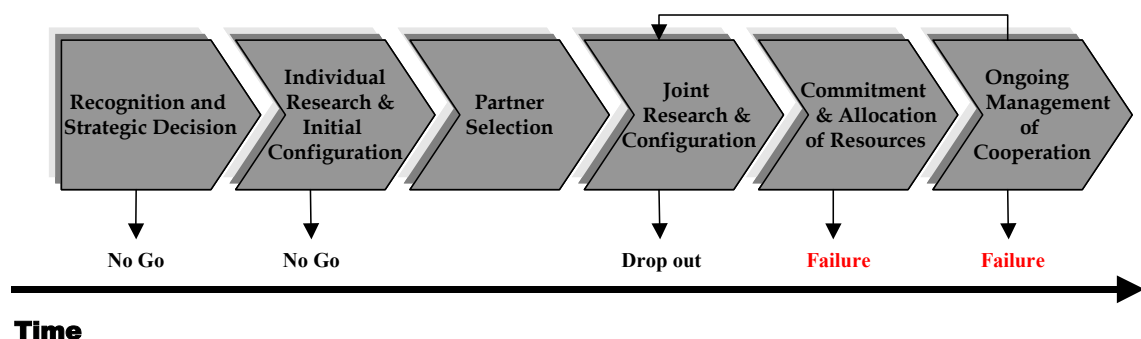 Recognition and
Strategic Decision
Individual
Research &
Initial
Configuration
Partner
Selection
Joint
Research &
Configuration
Commitment
& Allocation
of Resources
Ongoing
Management
of
Cooperation
No Go
No Go
Drop out
Failure
Failure
Time